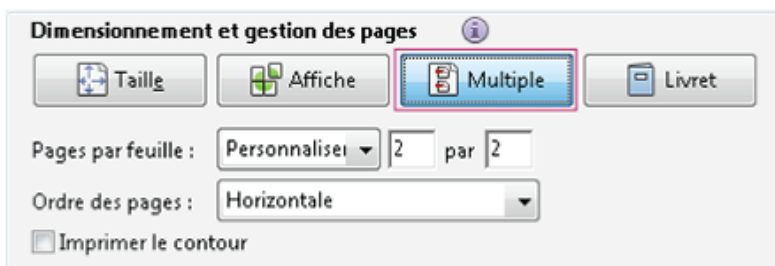 Dimensionnement et gestion des pages
Taille Affiche Multiple Livret
Pages par feuille : Personnaliser 2 par 2
Ordre des pages : Horizontale
Imprimer le contour